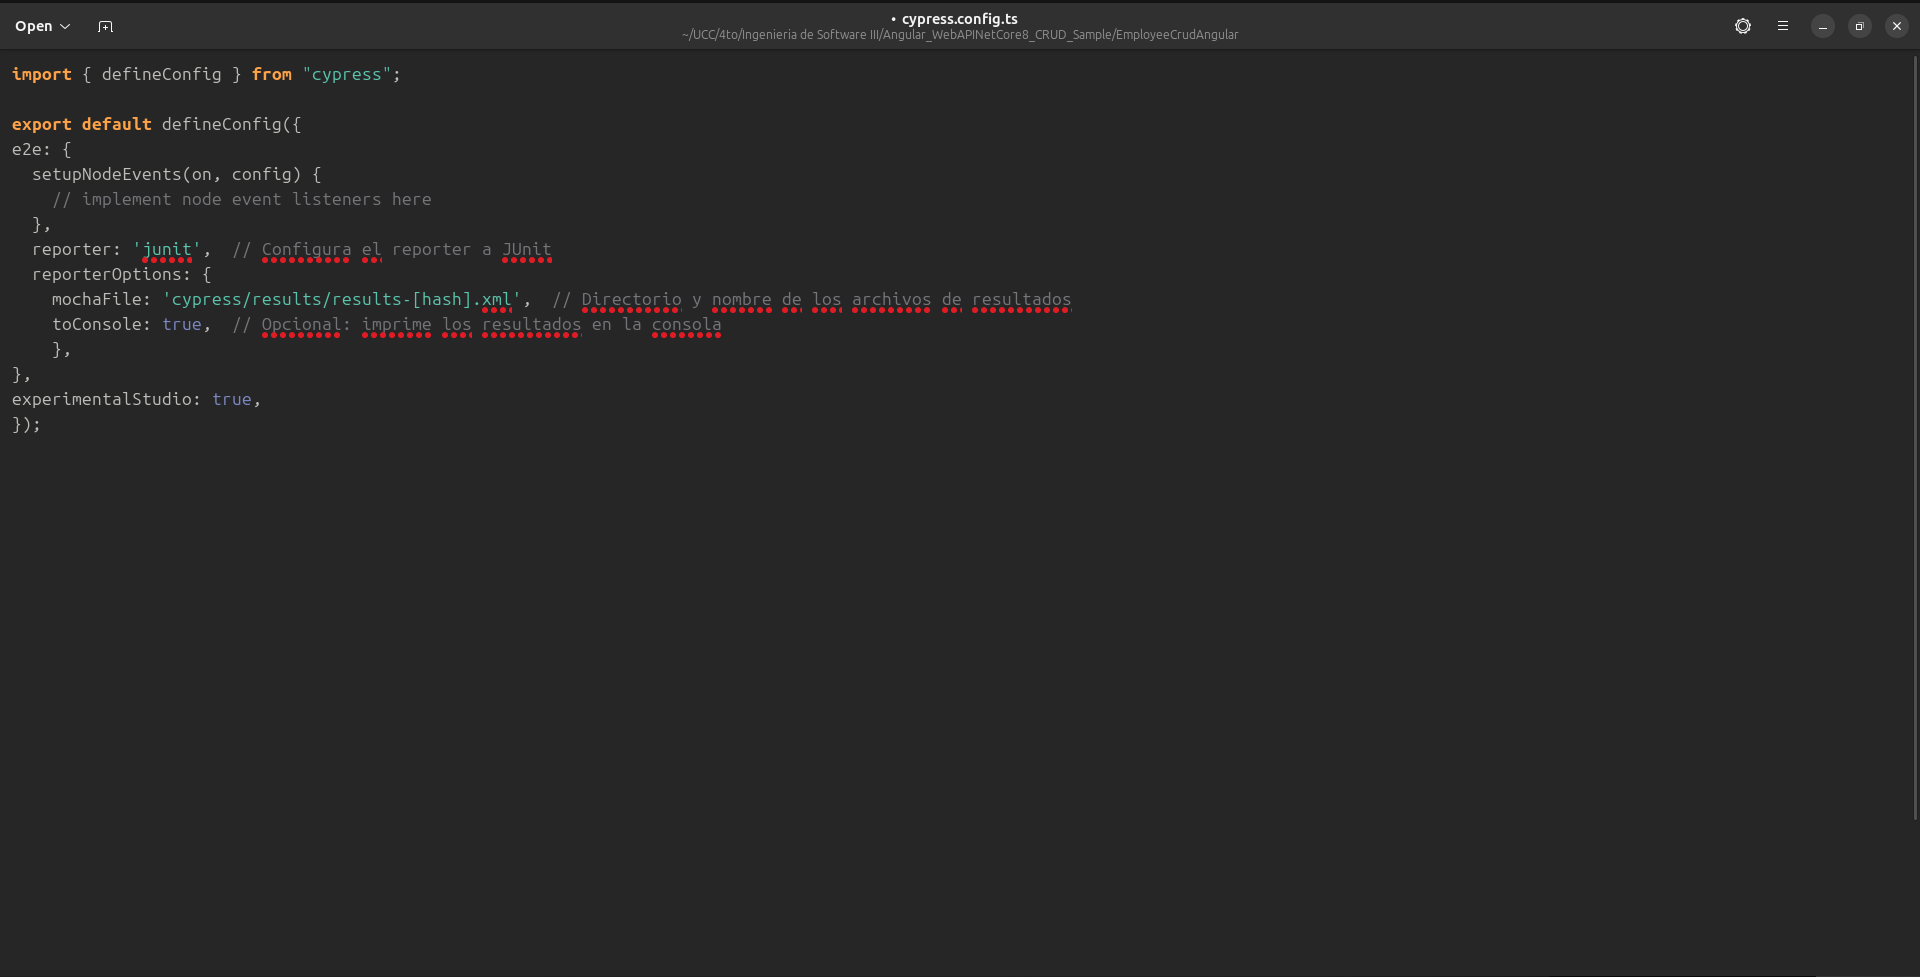 Open
• cypress.config.ts
~/UCC/4to/Ingenieria de Software III/Angular_WebAPINetCore8_CRUD_Sample/EmployeeCrudAngular
import { defineConfig } from "cypress";
export default defineConfig({
e2e: {
  setupNodeEvents(on, config) {
    // implement node event listeners here
  },
  reporter: 'junit',  // Configura el reporter a JUnit
  reporterOptions: {
    mochaFile: 'cypress/results/results-[hash].xml',  // Directorio y nombre de los archivos de resultados
    toConsole: true,  // Opcional: imprime los resultados en la consola
    },
},
experimentalStudio: true,
});